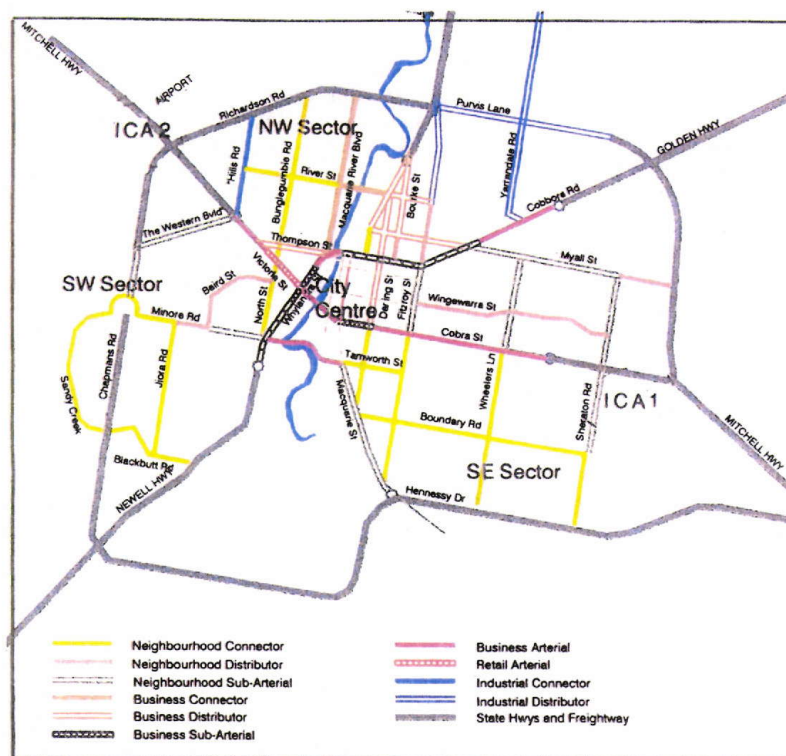 MITCHELL HWY
AIRPORT
Richardson Rd
Purvis Lane
ICA 2
NW Sector
"Hills Rd
Bunglegumbie Rd
Macquarie River Blvd
River St
Bourke St
Yarrandale Rd
GOLDEN HWY
Cobbora Rd
The Western Bvld
Thompson St
Myall St
SW Sector
Baird St
Victoria St
City
Centre
Fitzroy St
Wingewarra St
Minore Rd
North St
Cobra St
Tamworth St
Chapmans Rd
Jiora Rd
Wheelers Ln
Sheraton Rd
ICA 1
Sandy Creek
Macquarie St
Boundary Rd
MITCHELL HWY
Blackbutt Rd
SE Sector
NEWELL HWY
Hennessy Dr
Neighbourhood Connector
Neighbourhood Distributor
Neighbourhood Sub-Arterial
Business Connector
Business Distributor
Business Sub-Arterial
Business Arterial
Retail Arterial
Industrial Connector
Industrial Distributor
State Hwys and Freightway